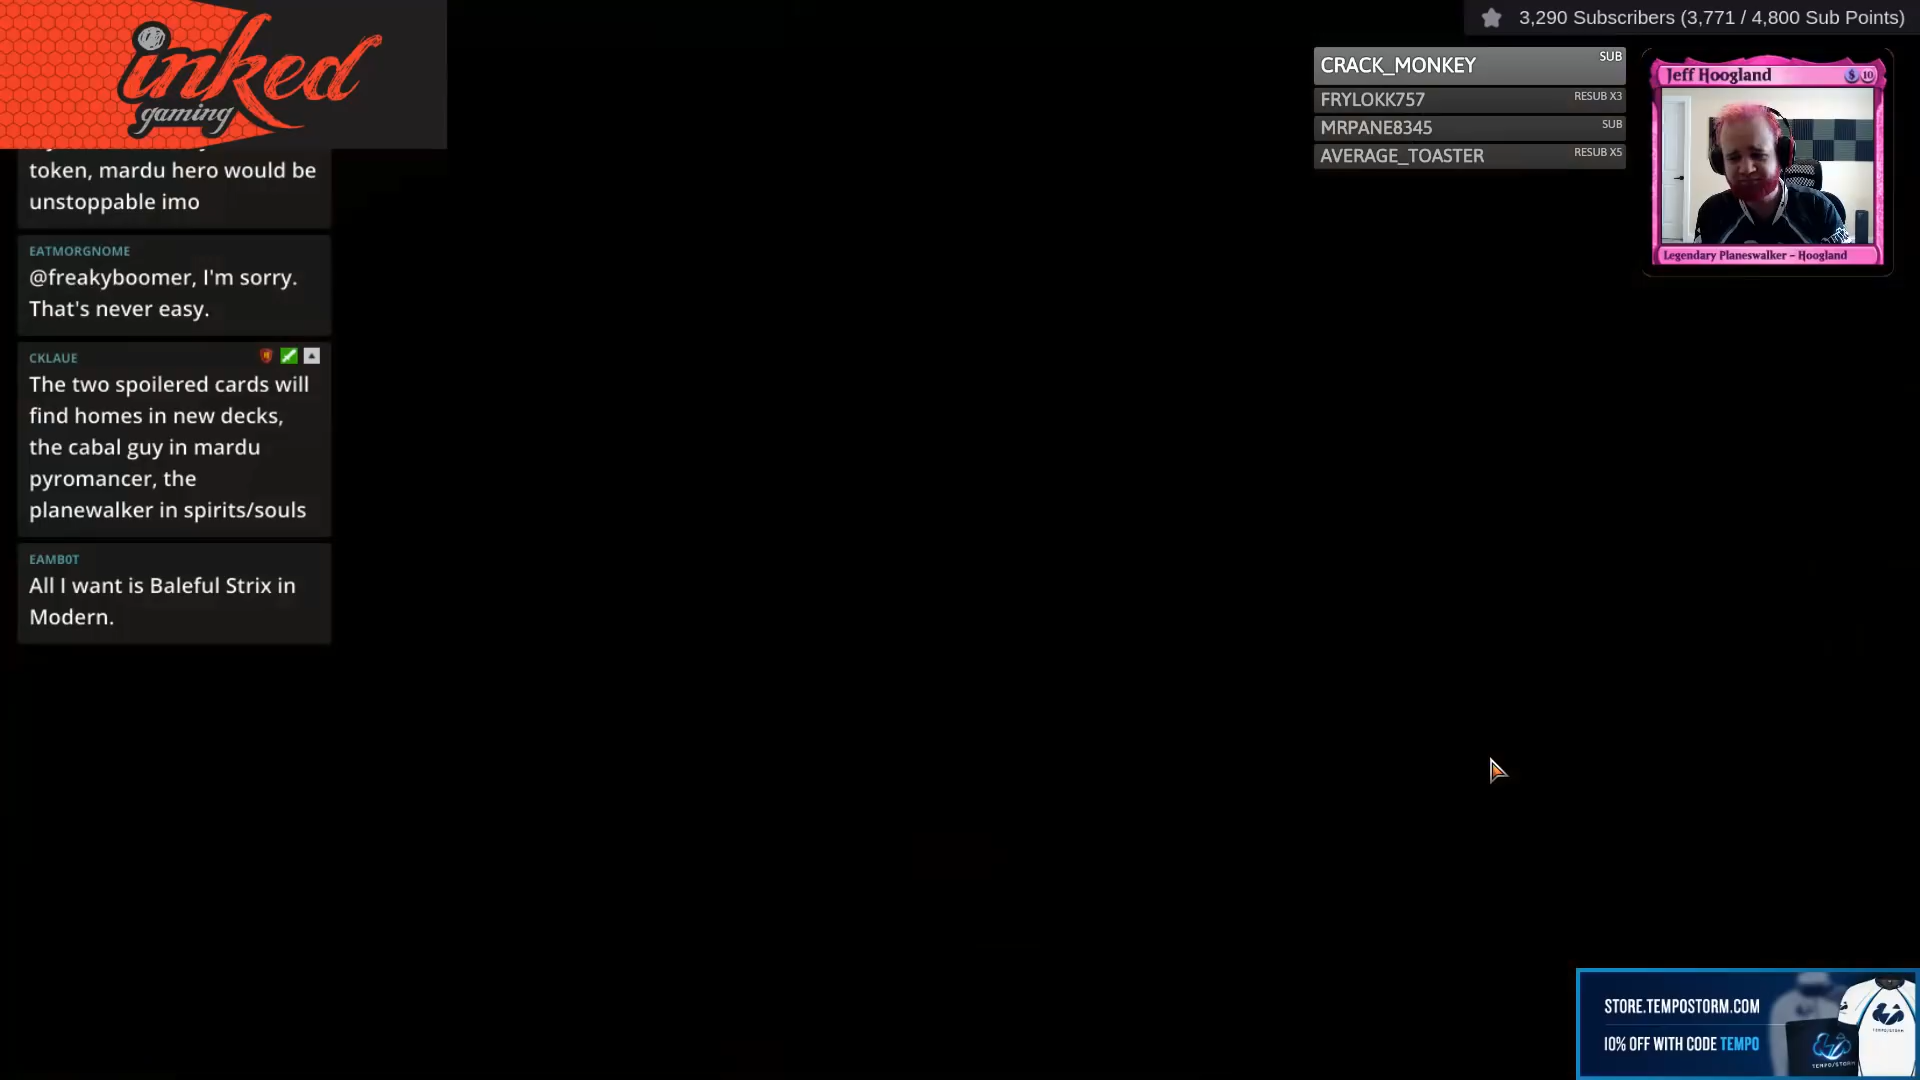 inked
gaming
token, mardu hero would be
unstoppable imo
EATMORGNOME
@freakyboomer, I'm sorry.
That's never easy.
CKLAUE
The two spoilered cards will
find homes in new decks,
the cabal guy in mardu
pyromancer, the
planewalker in spirits/souls
EAMB0T
All I want is Baleful Strix in
Modern.
3,290 Subscribers (3,771 / 4,800 Sub Points)
CRACK_MONKEY SUB
FRYLOKK757 RESUB X3
MRPANE8345 SUB
AVERAGE_TOASTER RESUB X5
Jeff Hoogland $ 10
Legendary Planeswalker – Hoogland
STORE.TEMPOSTORM.COM
10% OFF WITH CODE TEMPO